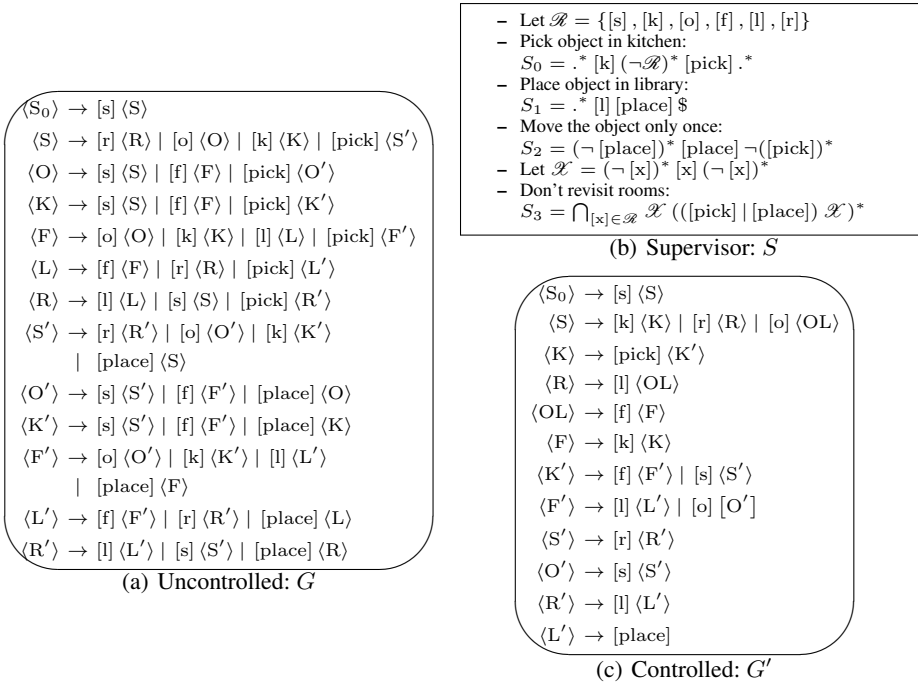 ⟨S₀⟩ → [s] ⟨S⟩
⟨S⟩ → [r] ⟨R⟩ | [o] ⟨O⟩ | [k] ⟨K⟩ | [pick] ⟨S′⟩
⟨O⟩ → [s] ⟨S⟩ | [f] ⟨F⟩ | [pick] ⟨O′⟩
⟨K⟩ → [s] ⟨S⟩ | [f] ⟨F⟩ | [pick] ⟨K′⟩
⟨F⟩ → [o] ⟨O⟩ | [k] ⟨K⟩ | [l] ⟨L⟩ | [pick] ⟨F′⟩
⟨L⟩ → [f] ⟨F⟩ | [r] ⟨R⟩ | [pick] ⟨L′⟩
⟨R⟩ → [l] ⟨L⟩ | [s] ⟨S⟩ | [pick] ⟨R′⟩
⟨S′⟩ → [r] ⟨R′⟩ | [o] ⟨O′⟩ | [k] ⟨K′⟩
| [place] ⟨S⟩
⟨O′⟩ → [s] ⟨S′⟩ | [f] ⟨F′⟩ | [place] ⟨O⟩
⟨K′⟩ → [s] ⟨S′⟩ | [f] ⟨F′⟩ | [place] ⟨K⟩
⟨F′⟩ → [o] ⟨O′⟩ | [k] ⟨K′⟩ | [l] ⟨L′⟩
| [place] ⟨F⟩
⟨L′⟩ → [f] ⟨F′⟩ | [r] ⟨R′⟩ | [place] ⟨L⟩
⟨R′⟩ → [l] ⟨L′⟩ | [s] ⟨S′⟩ | [place] ⟨R⟩
(a) Uncontrolled: G
– Let ℛ = {[s] , [k] , [o] , [f] , [l] , [r]}
– Pick object in kitchen:
S₀ = .* [k] (¬ℛ)* [pick] .*
– Place object in library:
S₁ = .* [l] [place] $
– Move the object only once:
S₂ = (¬ [place])* [place] ¬([pick])*
– Let 𝒳 = (¬ [x])* [x] (¬ [x])*
– Don't revisit rooms:
S₃ = ⋂[x]∈ℛ 𝒳 (([pick] | [place]) 𝒳)*
(b) Supervisor: S
⟨S₀⟩ → [s] ⟨S⟩
⟨S⟩ → [k] ⟨K⟩ | [r] ⟨R⟩ | [o] ⟨OL⟩
⟨K⟩ → [pick] ⟨K′⟩
⟨R⟩ → [l] ⟨OL⟩
⟨OL⟩ → [f] ⟨F⟩
⟨F⟩ → [k] ⟨K⟩
⟨K′⟩ → [f] ⟨F′⟩ | [s] ⟨S′⟩
⟨F′⟩ → [l] ⟨L′⟩ | [o] [O′]
⟨S′⟩ → [r] ⟨R′⟩
⟨O′⟩ → [s] ⟨S′⟩
⟨R′⟩ → [l] ⟨L′⟩
⟨L′⟩ → [place]
(c) Controlled: G′